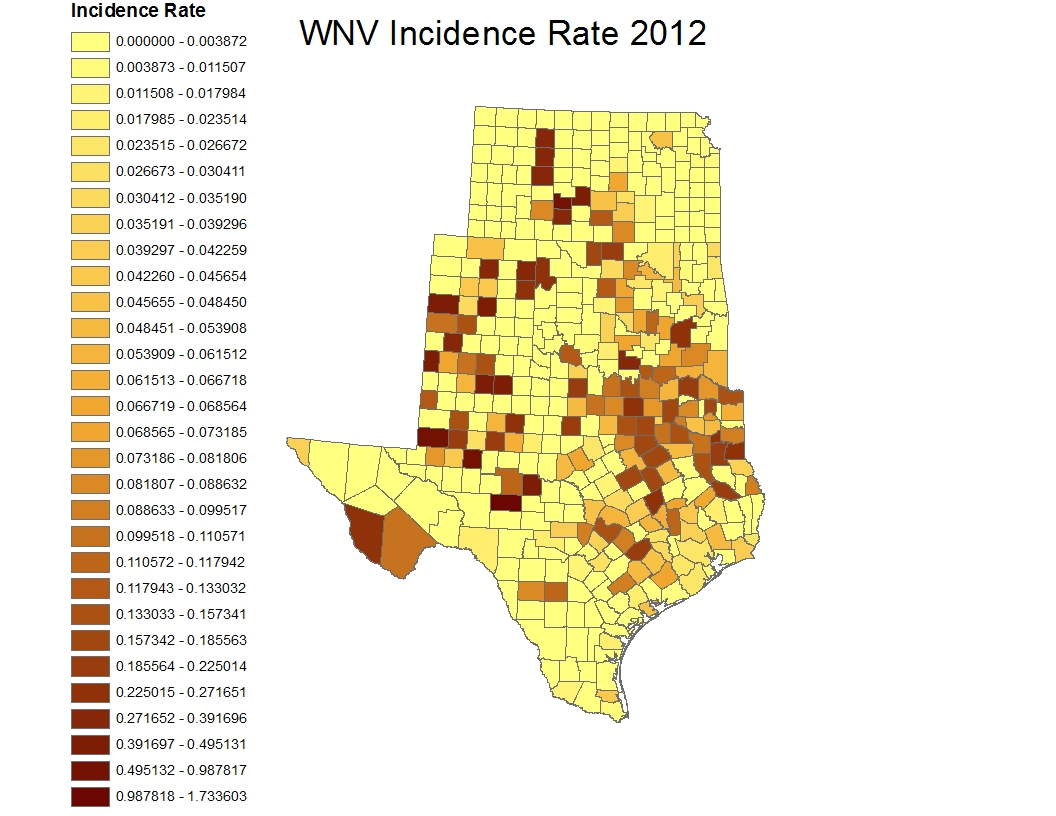 Incidence Rate
WNV Incidence Rate 2012
0.000000 - 0.003872
0.003873 - 0.011507
0.011508 - 0.017984
0.017985 - 0.023514
0.023515 - 0.026672
0.026673 - 0.030411
0.030412 - 0.035190
0.035191 - 0.039296
0.039297 - 0.042259
0.042260 - 0.045654
0.045655 - 0.048450
0.048451 - 0.053908
0.053909 - 0.061512
0.061513 - 0.066718
0.066719 - 0.068564
0.068565 - 0.073185
0.073186 - 0.081806
0.081807 - 0.088632
0.088633 - 0.099517
0.099518 - 0.110571
0.110572 - 0.117942
0.117943 - 0.133032
0.133033 - 0.157341
0.157342 - 0.185563
0.185564 - 0.225014
0.225015 - 0.271651
0.271652 - 0.391696
0.391697 - 0.495131
0.495132 - 0.987817
0.987818 - 1.733603